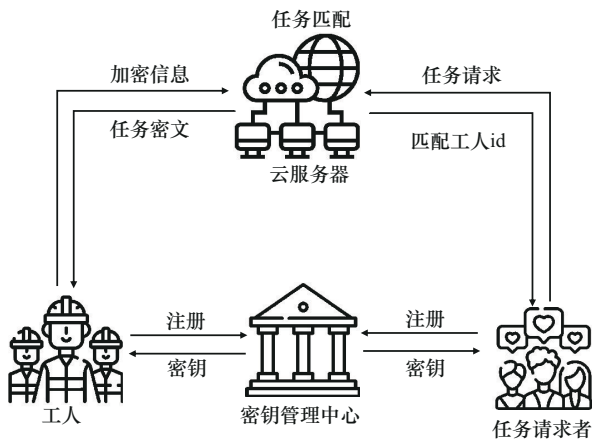 任务匹配
加密信息
任务请求
任务密文
匹配工人id
云服务器
注册
注册
密钥
密钥
工人
密钥管理中心
任务请求者